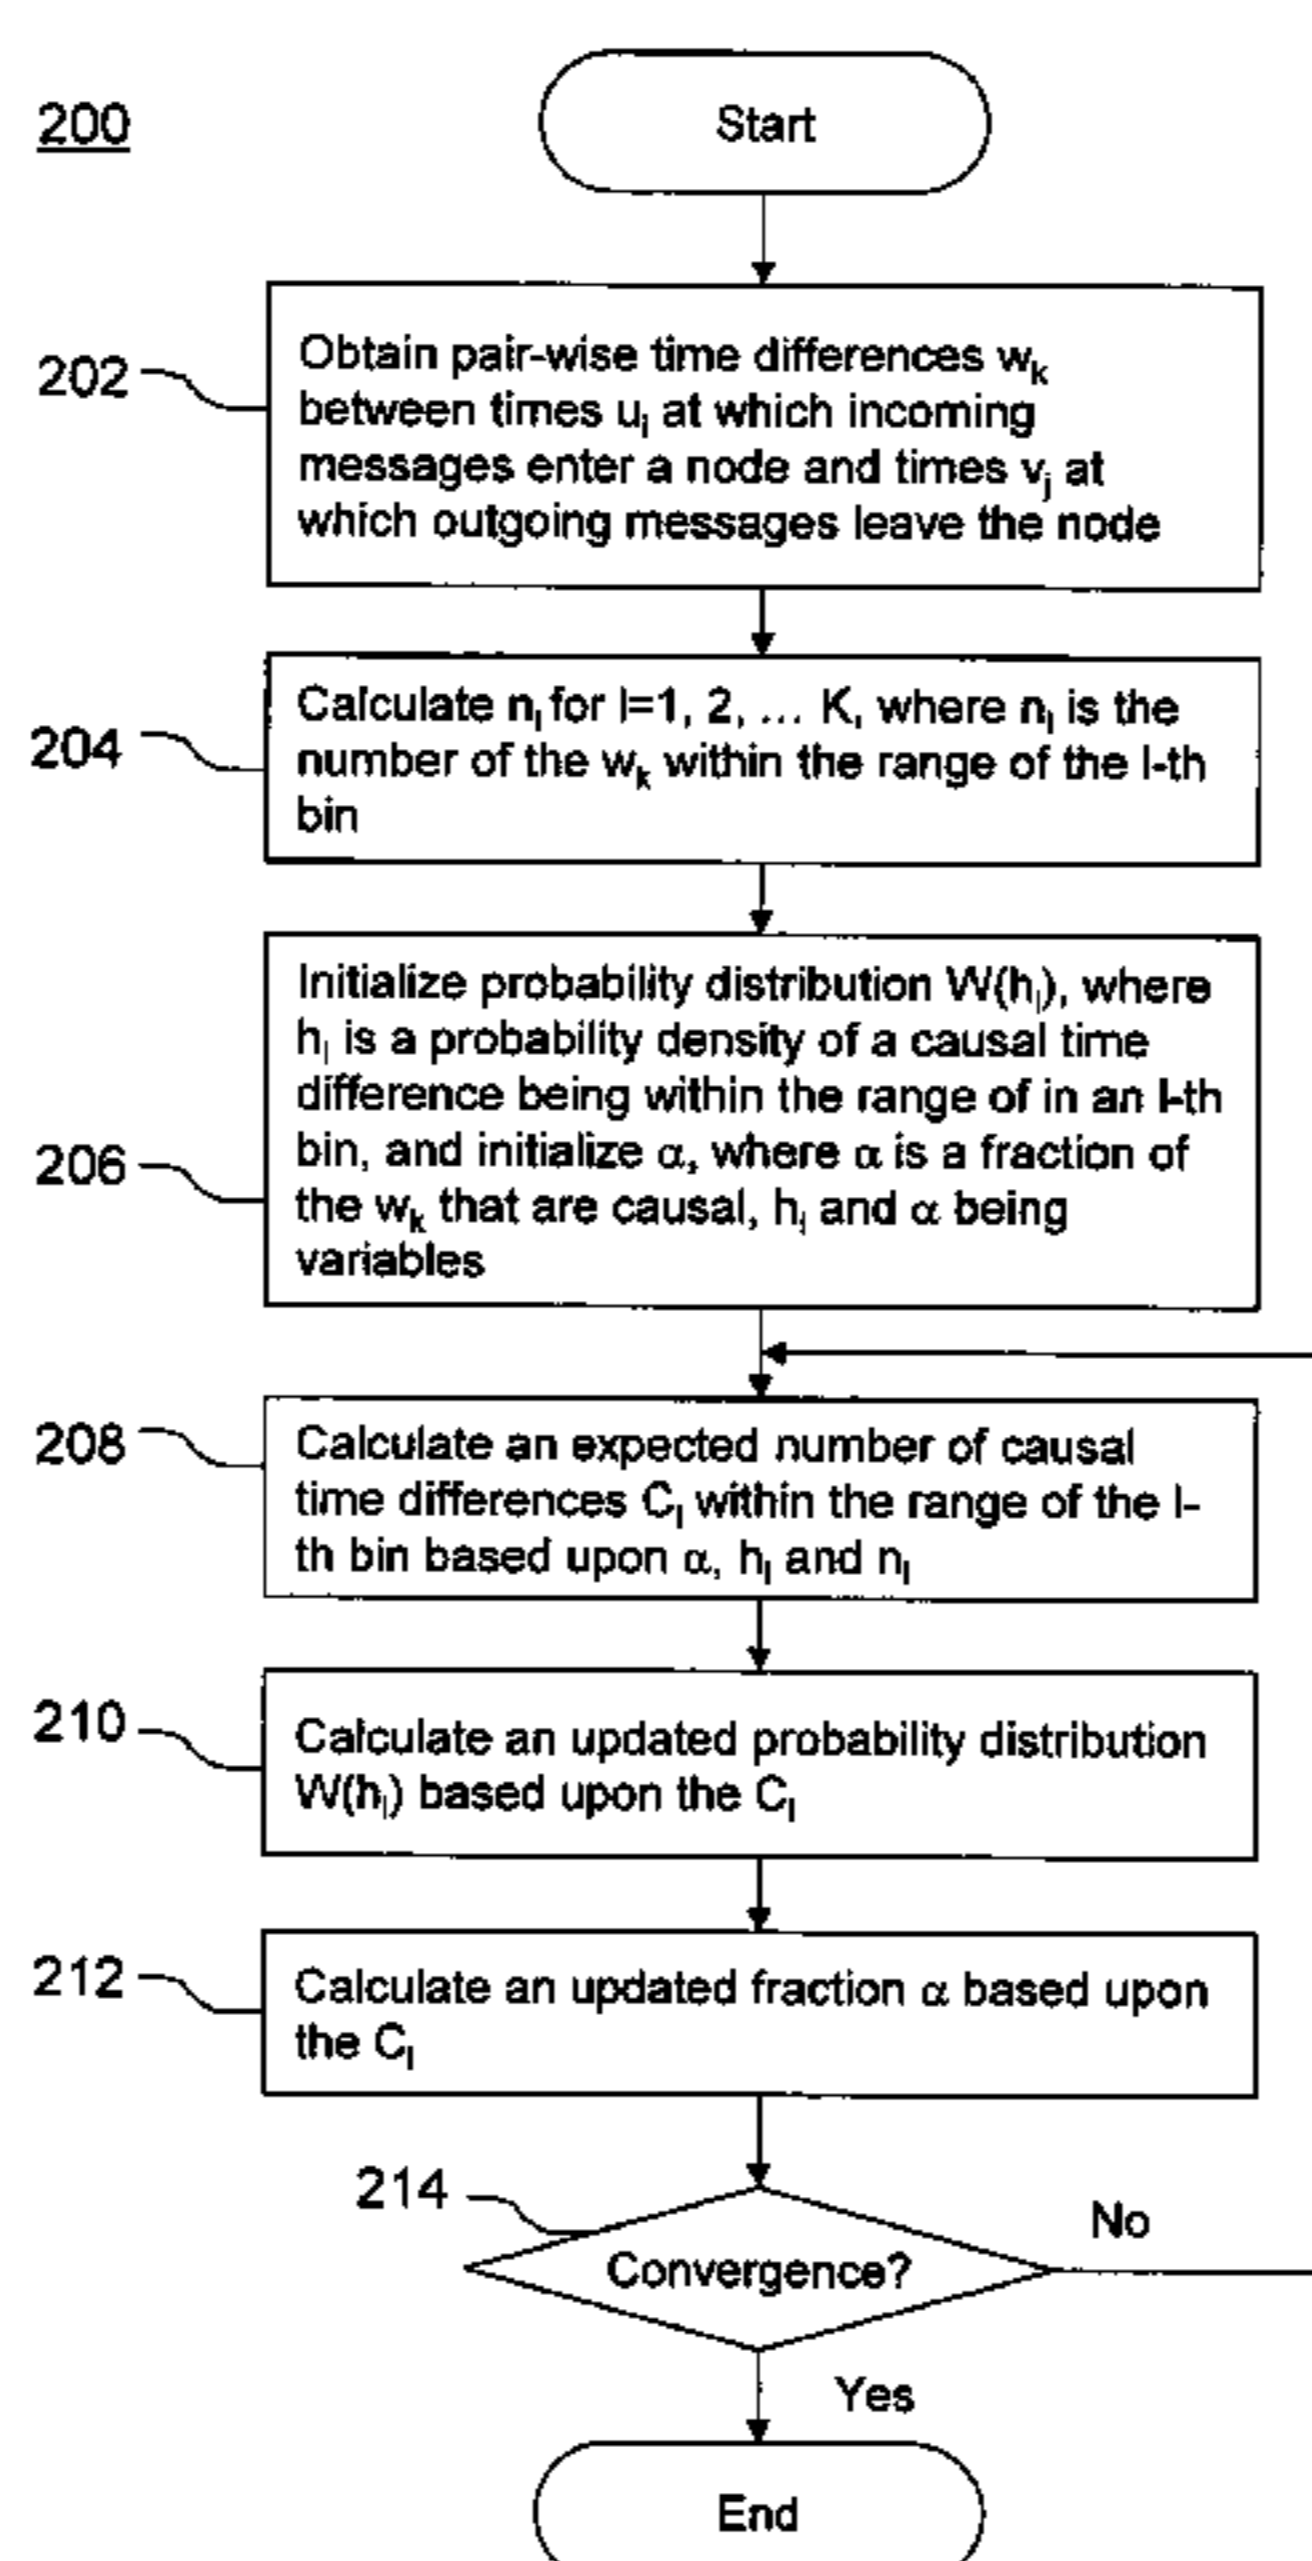 200
Start
202
Obtain pair-wise time differences wₖ
between times uᵢ at which incoming
messages enter a node and times vⱼ at
which outgoing messages leave the node
204
Calculate nₗ for l=1, 2, ... K, where nₗ is the
number of the wₖ within the range of the l-th
bin
206
Initialize probability distribution W(hₗ), where
hₗ is a probability density of a causal time
difference being within the range of in an l-th
bin, and initialize α, where α is a fraction of
the wₖ that are causal, hₗ and α being
variables
208
Calculate an expected number of causal
time differences Cₗ within the range of the l-
th bin based upon α, hₗ and nₗ
210
Calculate an updated probability distribution
W(hₗ) based upon the Cₗ
212
Calculate an updated fraction α based upon
the Cₗ
214
Convergence?
No
Yes
End